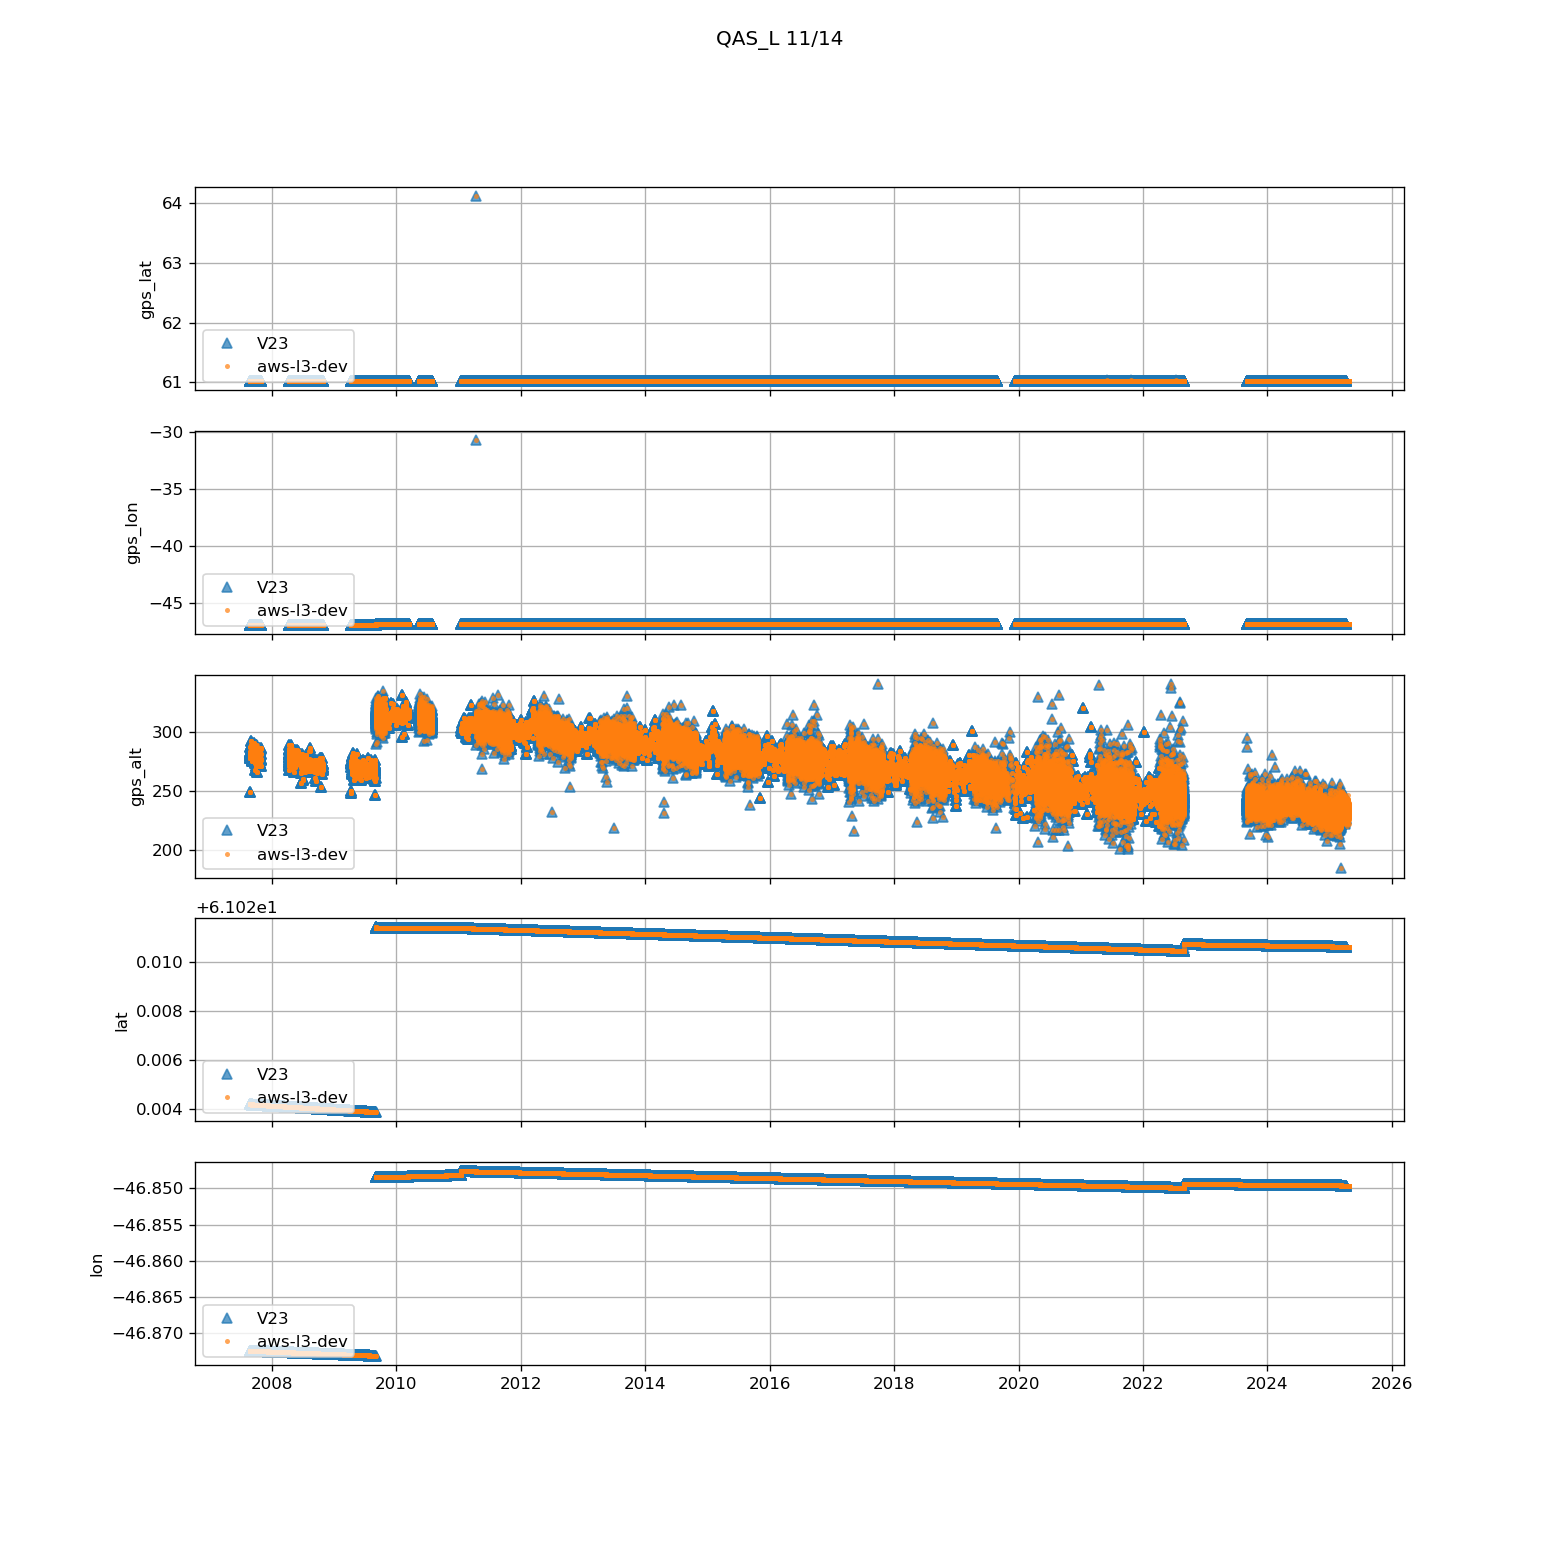 QAS_L 11/14
64
63
62
61
gps_lat
V23
aws-l3-dev
−30
−35
−40
−45
gps_lon
V23
aws-l3-dev
300
250
200
gps_alt
V23
aws-l3-dev
+6.102e1
0.010
0.008
0.006
0.004
lat
V23
aws-l3-dev
−46.850
−46.855
−46.860
−46.865
−46.870
lon
V23
aws-l3-dev
2008 2010 2012 2014 2016 2018 2020 2022 2024 2026